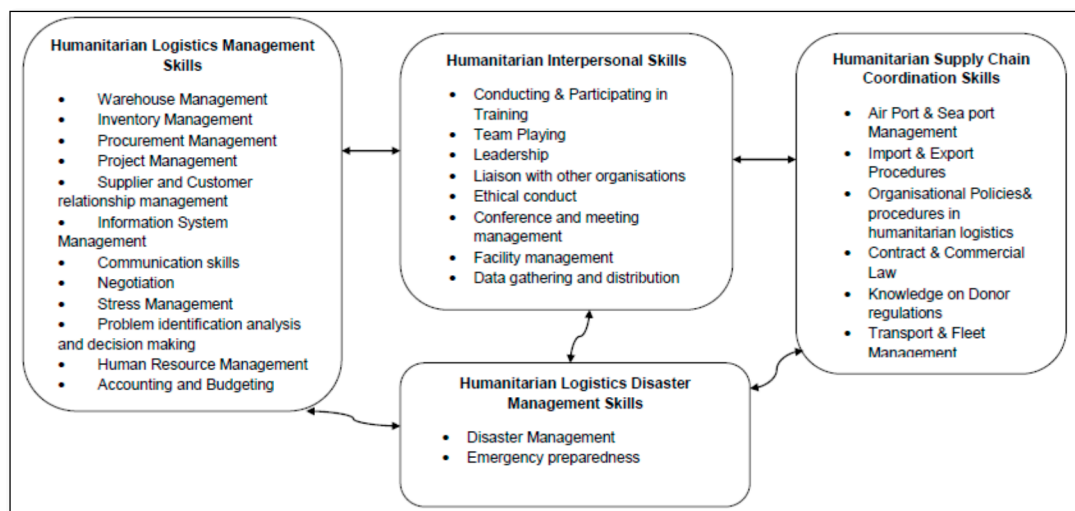 Humanitarian Logistics Management
Skills
• Warehouse Management
• Inventory Management
• Procurement Management
• Project Management
• Supplier and Customer
relationship management
• Information System
Management
• Communication skills
• Negotiation
• Stress Management
• Problem identification analysis
and decision making
• Human Resource Management
• Accounting and Budgeting
Humanitarian Interpersonal Skills
• Conducting & Participating in
Training
• Team Playing
• Leadership
• Liaison with other organisations
• Ethical conduct
• Conference and meeting
management
• Facility management
• Data gathering and distribution
Humanitarian Supply Chain
Coordination Skills
• Air Port & Sea port
Management
• Import & Export
Procedures
• Organisational Policies&
procedures in
humanitarian logistics
• Contract & Commercial
Law
• Knowledge on Donor
regulations
• Transport & Fleet
Management
Humanitarian Logistics Disaster
Management Skills
• Disaster Management
• Emergency preparedness